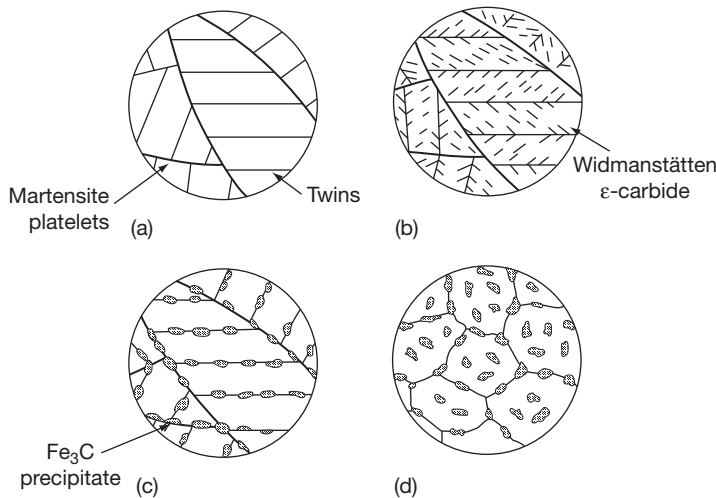 Martensite
platelets
Twins
(a)
Widmanstätten
ε-carbide
(b)
Fe₃C
precipitate
(c)
(d)